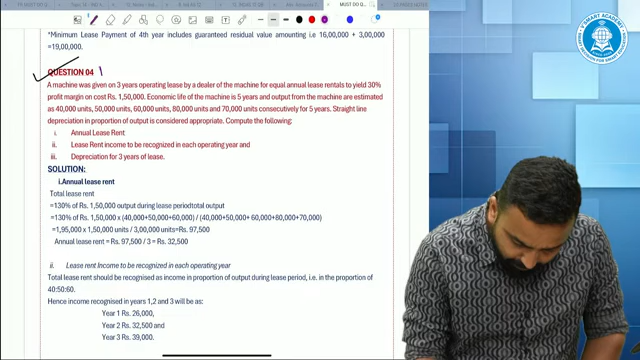 *Minimum Lease Payment of 4th year includes guaranteed residual value amounting i.e 16,00,000 + 3,00,000
=19,00,000.
QUESTION 04
A machine was given on 3 years operating lease by a dealer of the machine for equal annual lease rentals to yield 30%
profit margin on cost Rs. 1,50,000. Economic life of the machine is 5 years and output from the machine are estimated
as 40,000 units, 50,000 units, 60,000 units, 80,000 units and 70,000 units consecutively for 5 years. Straight line
depreciation in proportion of output is considered appropriate. Compute the following:
i. Annual Lease Rent
ii. Lease Rent income to be recognized in each operating year and
iii. Depreciation for 3 years of lease.
SOLUTION:
i.Annual lease rent
Total lease rent
=130% of Rs. 1,50,000 output during lease periodtotal output
=130% of Rs. 1,50,000 x (40,000+50,000+60,000) / (40,000+50,000+ 60,000+80,000+70,000)
=1,95,000 x 1,50,000 units / 3,00,000 units=Rs. 97,500
Annual lease rent = Rs. 97,500 / 3 = Rs. 32,500
ii. Lease rent Income to be recognized in each operating year
Total lease rent should be recognised as income in proportion of output during lease period, i.e. in the proportion of
40:50:60.
Hence income recognised in years 1,2 and 3 will be as:
Year 1 Rs. 26,000,
Year 2 Rs. 32,500 and
Year 3 Rs. 39,000.